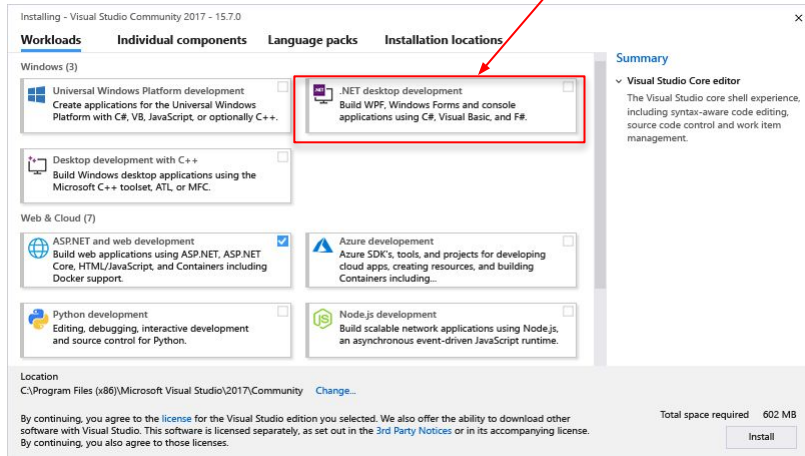 Installing - Visual Studio Community 2017 - 15.7.0
Workloads Individual components Language packs Installation locations
Windows (3)
Universal Windows Platform development
Create applications for the Universal Windows
Platform with C#, VB, JavaScript, or optionally C++.
.NET desktop development
Build WPF, Windows Forms and console
applications using C#, Visual Basic, and F#.
Desktop development with C++
Build Windows desktop applications using the
Microsoft C++ toolset, ATL, or MFC.
Web & Cloud (7)
ASP.NET and web development
Build web applications using ASP.NET, ASP.NET
Core, HTML/JavaScript, and Containers including
Docker support.
Azure developement
Azure SDK's, tools, and projects for developing
cloud apps, creating resources, and building
Containers including...
Python development
Editing, debugging, interactive development
and source control for Python.
Node.js development
Build scalable network applications using Node.js,
an asynchronous event-driven JavaScript runtime.
Summary
Visual Studio Core editor
The Visual Studio core shell experience,
including syntax-aware code editing,
source code control and work item
management.
Location
C:\Program Files (x86)\Microsoft Visual Studio\2017\Community Change...
By continuing, you agree to the license for the Visual Studio edition you selected. We also offer the ability to download other
software with Visual Studio. This software is licensed separately, as set out in the 3rd Party Notices or in its accompanying license.
By continuing, you also agree to those licenses.
Total space required 602 MB
Install